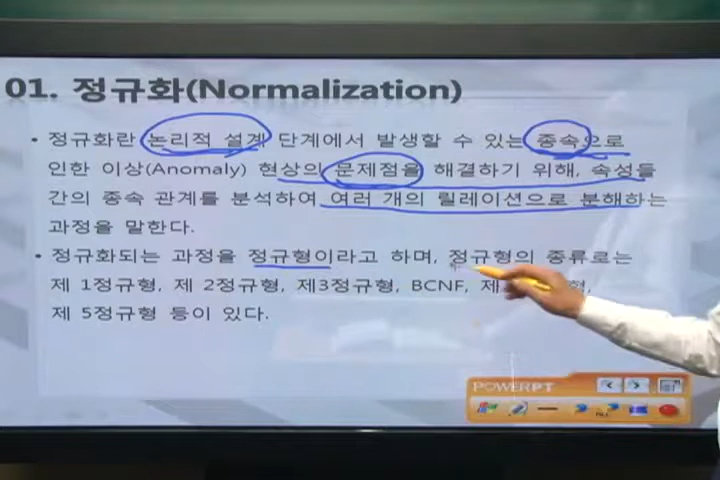 01. 정규화(Normalization)
• 정규화란 논리적 설계 단계에서 발생할 수 있는 종속으로
인한 이상(Anomaly) 현상의 문제점을 해결하기 위해, 속성들
간의 종속 관계를 분석하여 여러 개의 릴레이션으로 분해하는
과정을 말한다.
• 정규화되는 과정을 정규형이라고 하며, 정규형의 종류로는
제 1정규형, 제 2정규형, 제3정규형, BCNF, 제
제 5정규형 등이 있다.
POWERPT
ALL